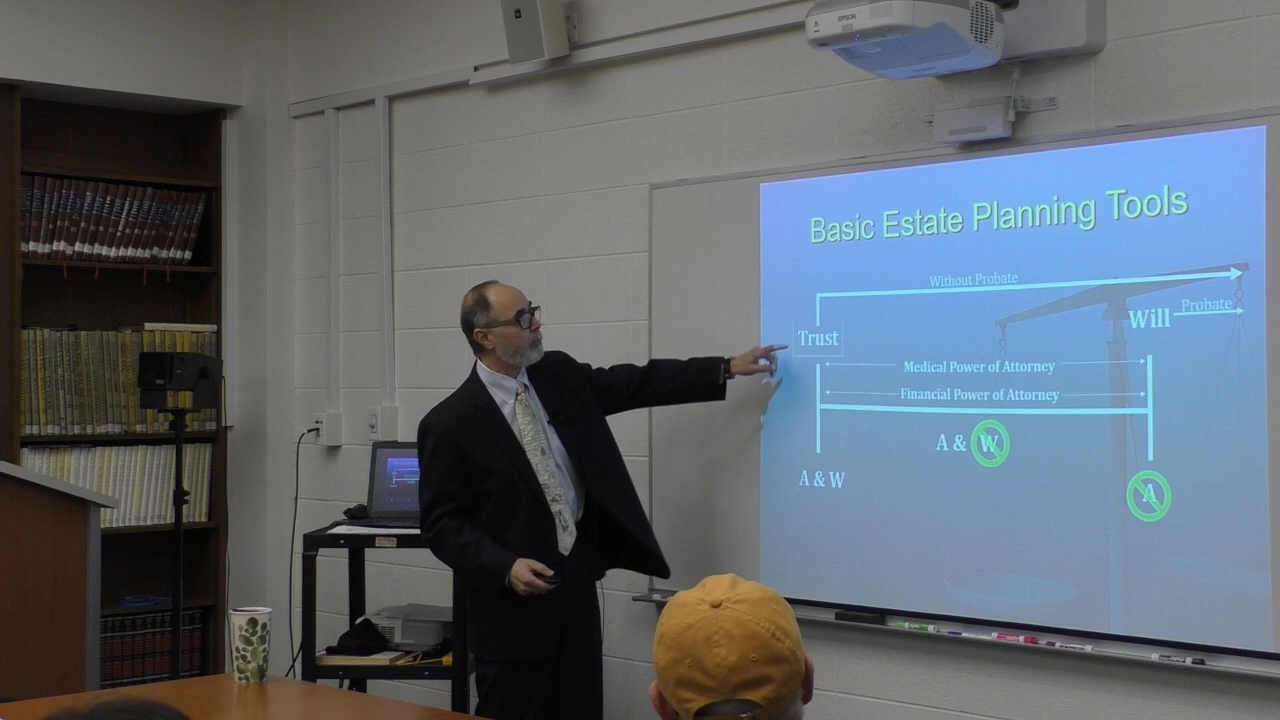 EPSON
Basic Estate Planning Tools
Without Probate
Probate
Will
Trust
Medical Power of Attorney
Financial Power of Attorney
A & W
A & W
A